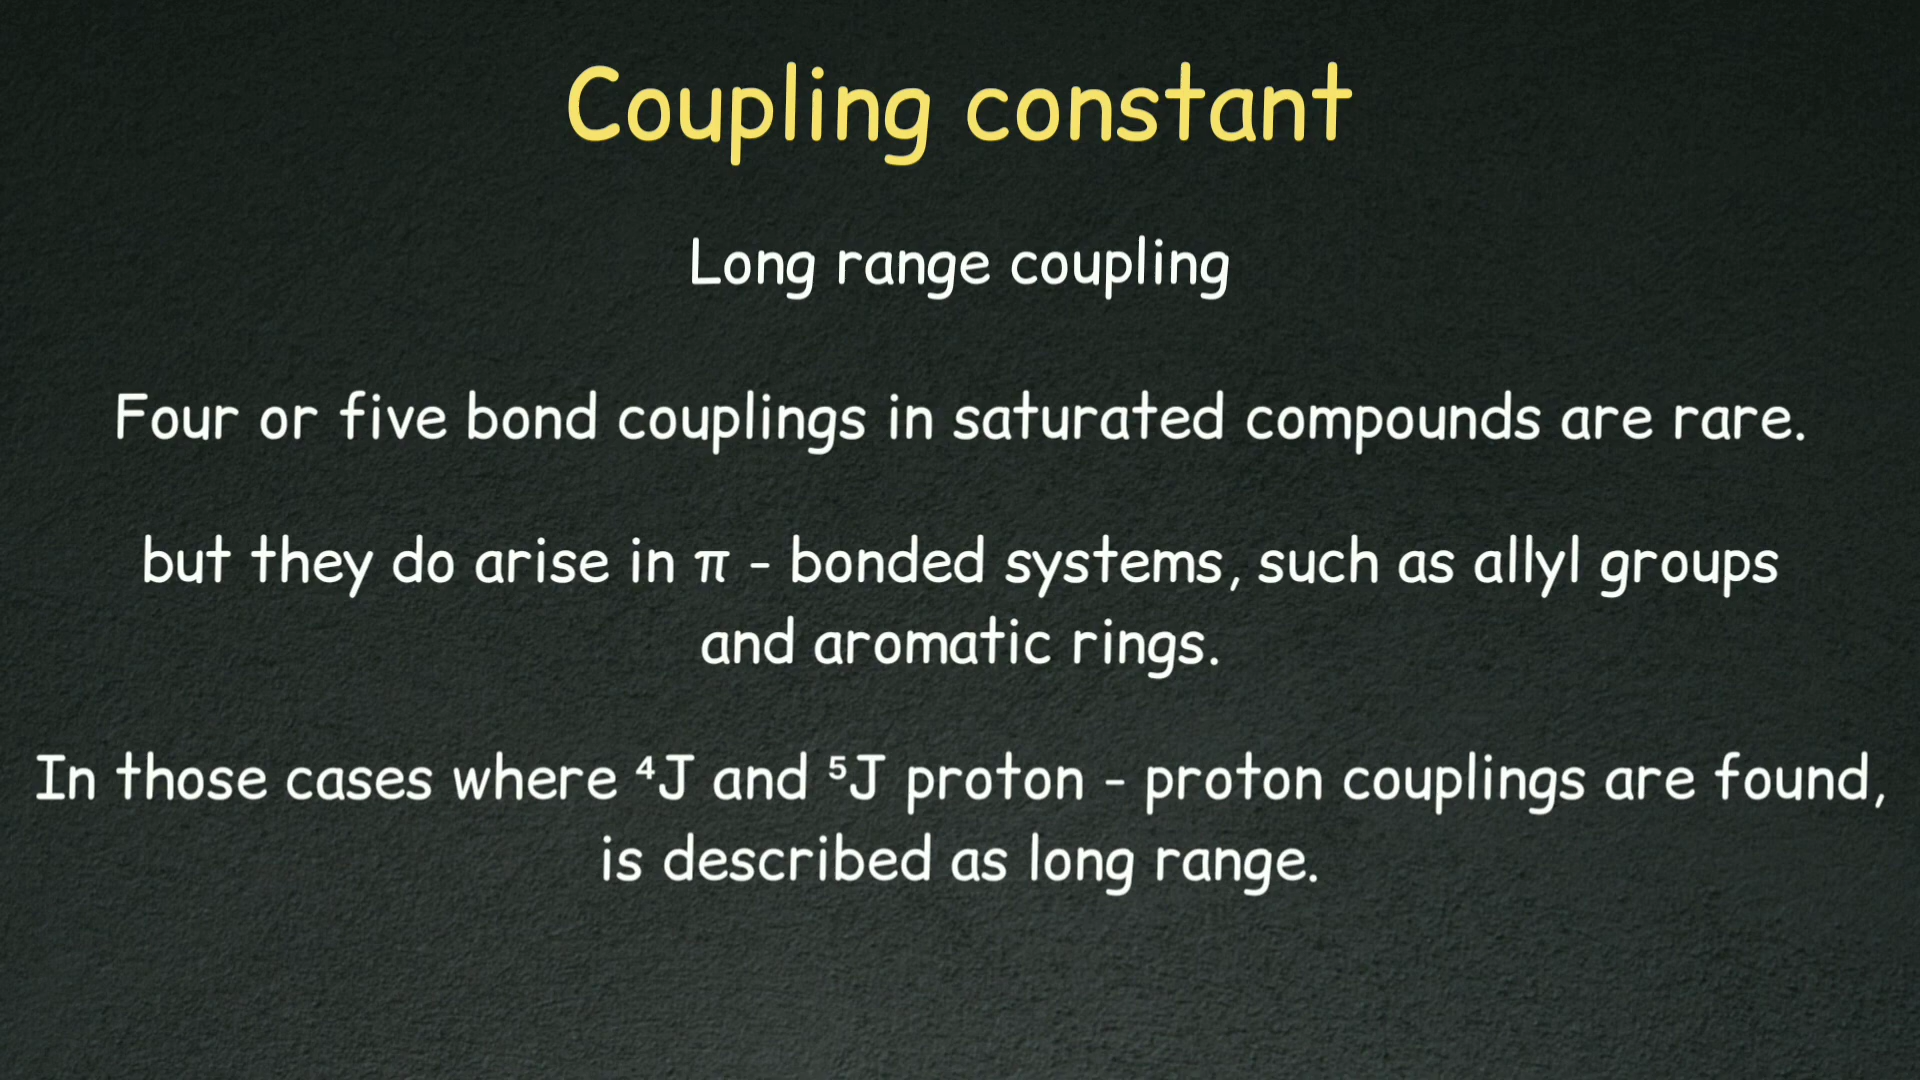 Coupling constant
Long range coupling
Four or five bond couplings in saturated compounds are rare.
but they do arise in π - bonded systems, such as allyl groups
and aromatic rings.
In those cases where ⁴J and ⁵J proton - proton couplings are found,
is described as long range.